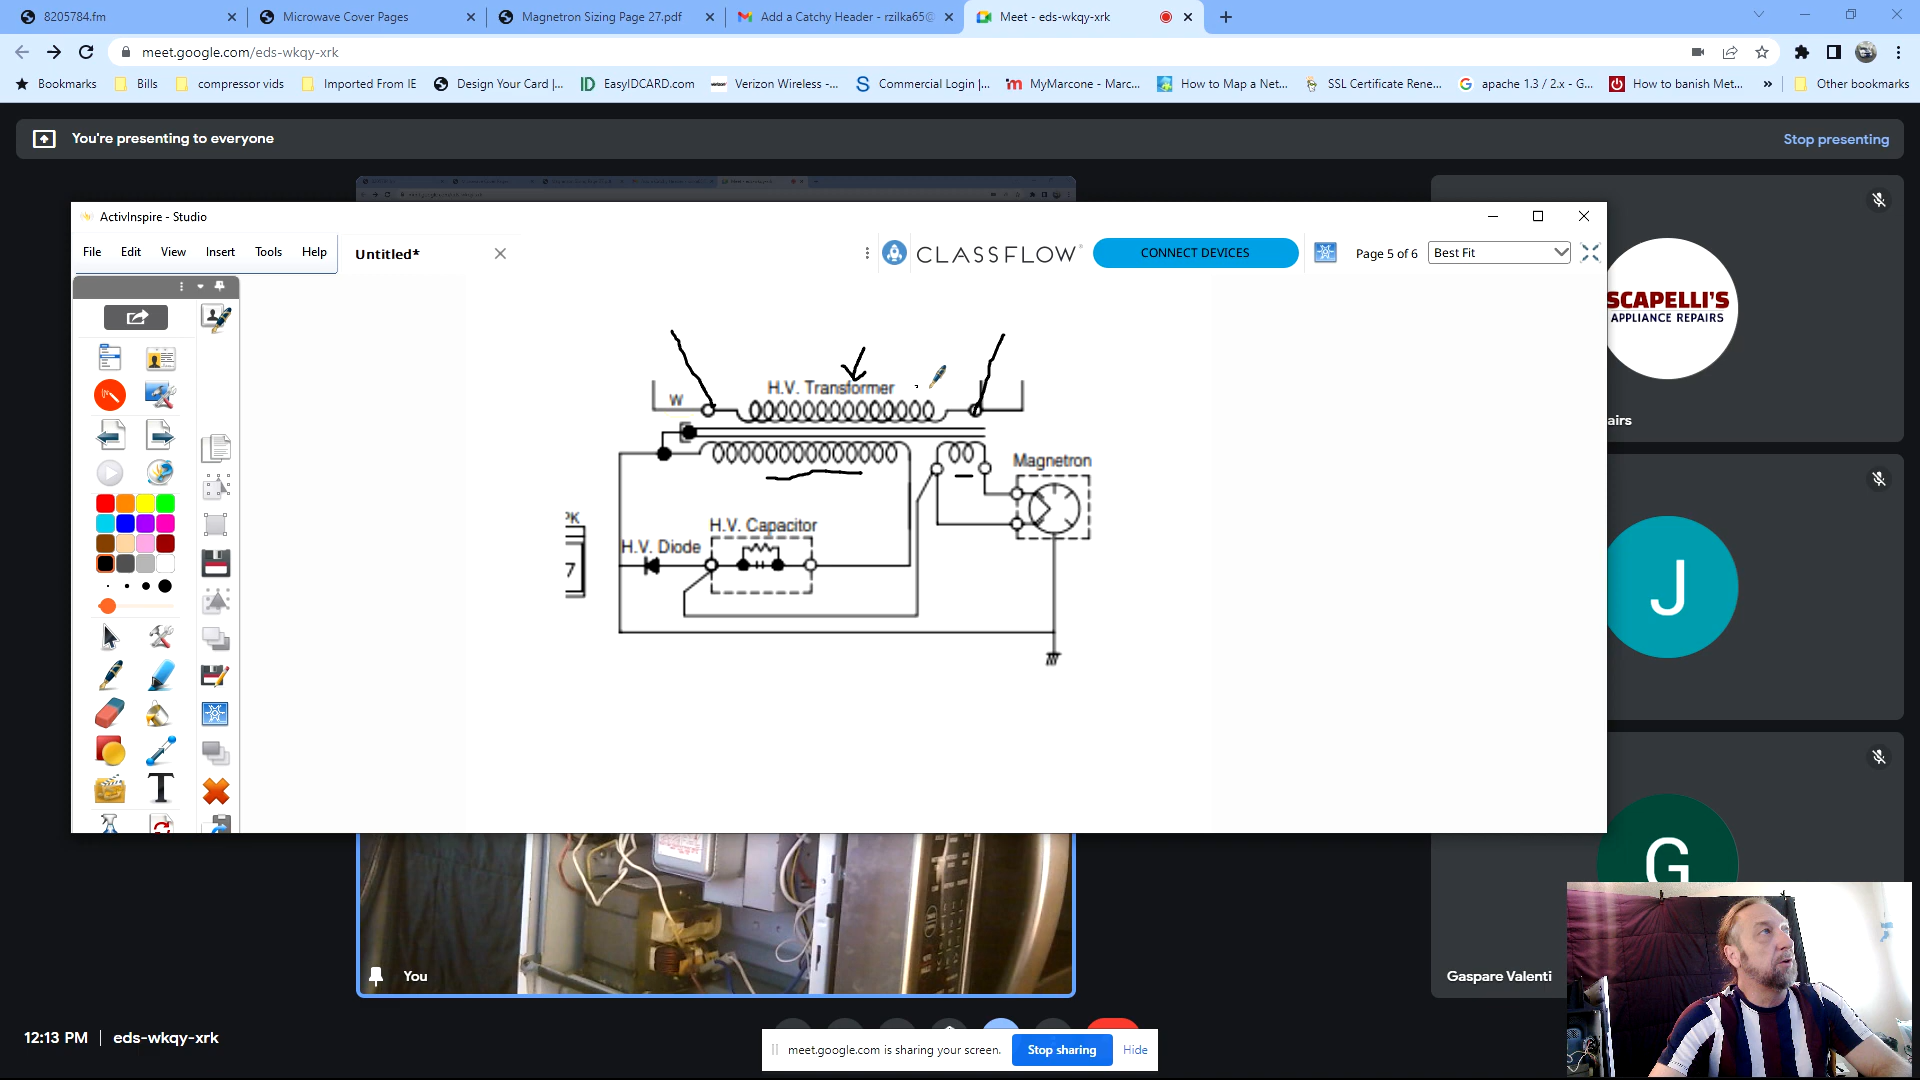 8205784.fm
Microwave Cover Pages
Magnetron Sizing Page 27.pdf
Add a Catchy Header - rzilka65@
Meet - eds-wkqy-xrk
meet.google.com/eds-wkqy-xrk
Bookmarks
Bills
compressor vids
Imported From IE
Design Your Card |...
EasyIDCARD.com
Verizon Wireless -...
Commercial Login |...
MyMarcone - Marc...
How to Map a Net...
SSL Certificate Rene...
apache 1.3 / 2.x - G...
How to banish Met...
»
Other bookmarks
You're presenting to everyone
Stop presenting
ActivInspire - Studio
File
Edit
View
Insert
Tools
Help
Untitled*
CLASSFLOW
CONNECT DEVICES
Page 5 of 6
Best Fit
H.V. Transformer
W
Magnetron
PK
H.V. Capacitor
H.V. Diode
7
SCAPELLI'S
APPLIANCE REPAIRS
airs
J
G
You
Gaspare Valenti
12:13 PM
eds-wkqy-xrk
meet.google.com is sharing your screen.
Stop sharing
Hide